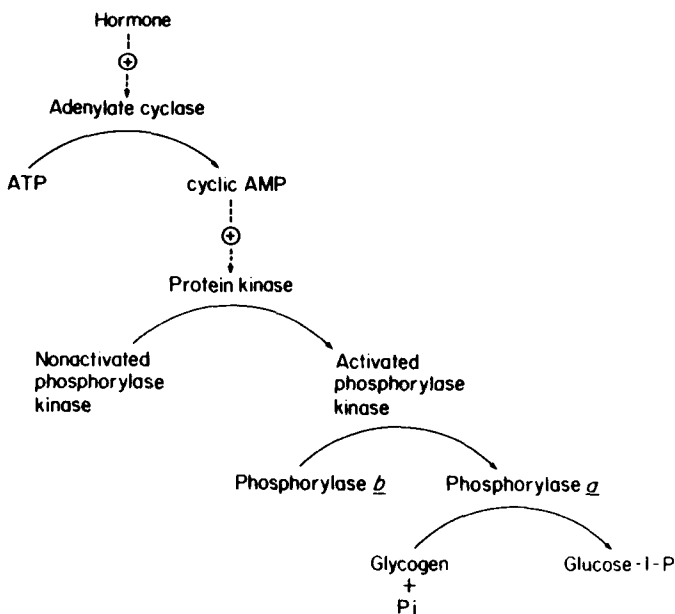 Hormone
+
Adenylate cyclase
ATP
cyclic AMP
+
Protein kinase
Nonactivated
phosphorylase
kinase
Activated
phosphorylase
kinase
Phosphorylase b
Phosphorylase a
Glycogen
+
Pi
Glucose-1-P